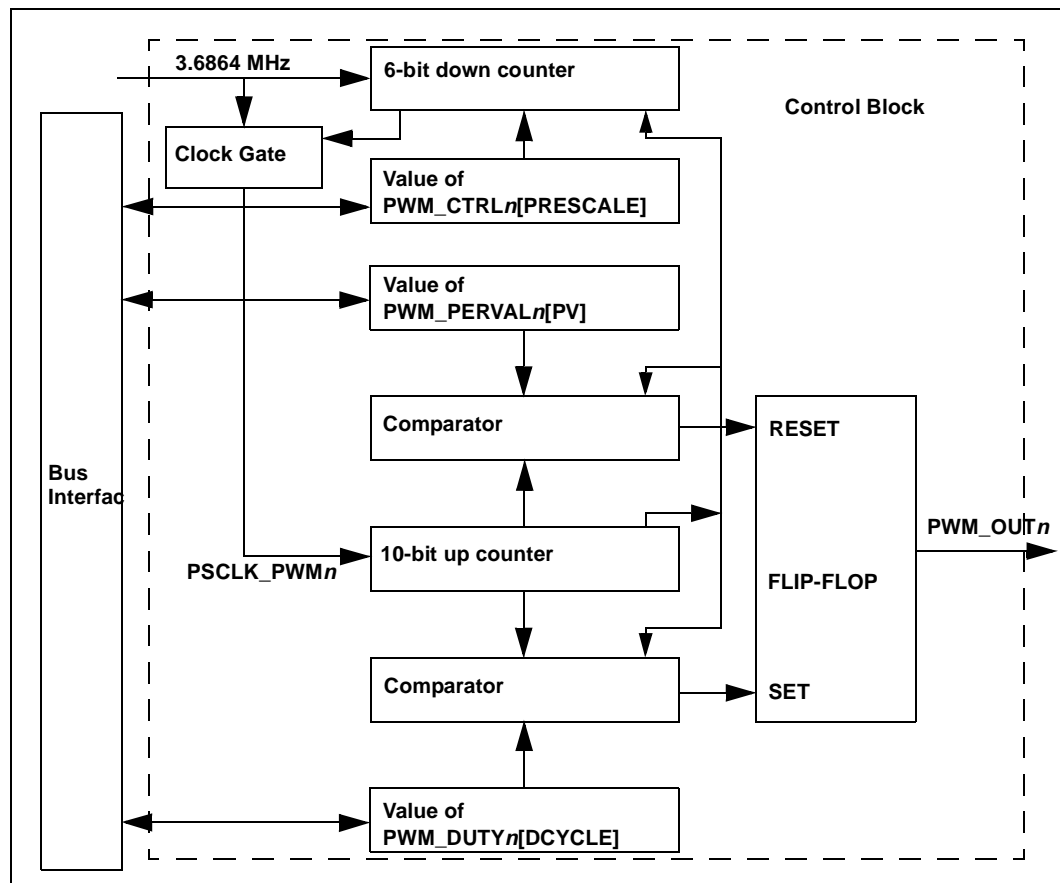 3.6864 MHz
6-bit down counter
Control Block
Clock Gate
Value of
PWM_CTRLn[PRESCALE]
Value of
PWM_PERVALn[PV]
Comparator
RESET
Bus
Interfac
PWM_OUTn
10-bit up counter
PSCLK_PWMn
FLIP-FLOP
Comparator
SET
Value of
PWM_DUTYn[DCYCLE]